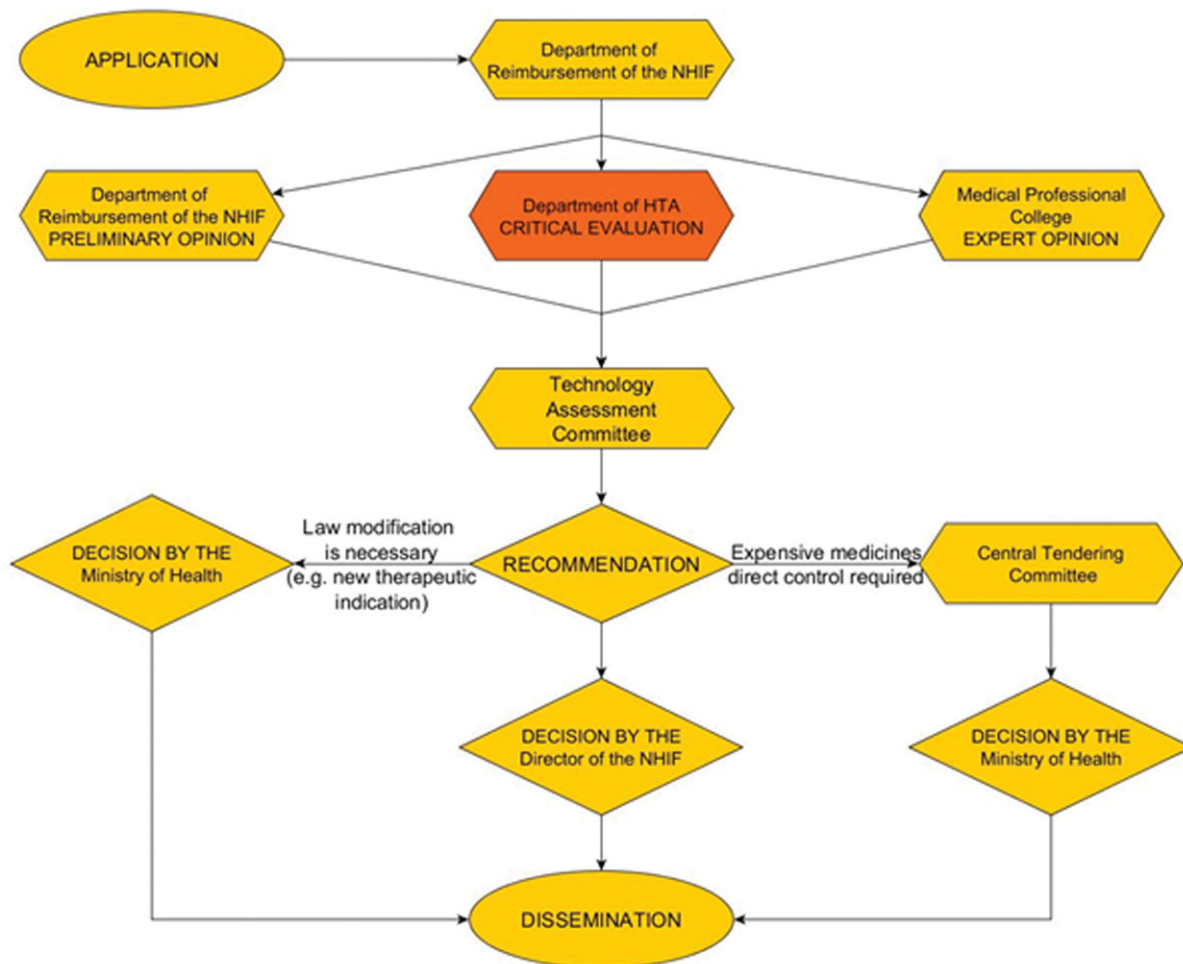 APPLICATION
Department of
Reimbursement of the NHIF
Department of
Reimbursement of the NHIF
PRELIMINARY OPINION
Department of HTA
CRITICAL EVALUATION
Medical Professional
College
EXPERT OPINION
Technology
Assessment
Committee
DECISION BY THE
Ministry of Health
Law modification
is necessary
(e.g. new therapeutic
indication)
RECOMMENDATION
Expensive medicines
direct control required
Central Tendering
Committee
DECISION BY THE
Director of the NHIF
DECISION BY THE
Ministry of Health
DISSEMINATION